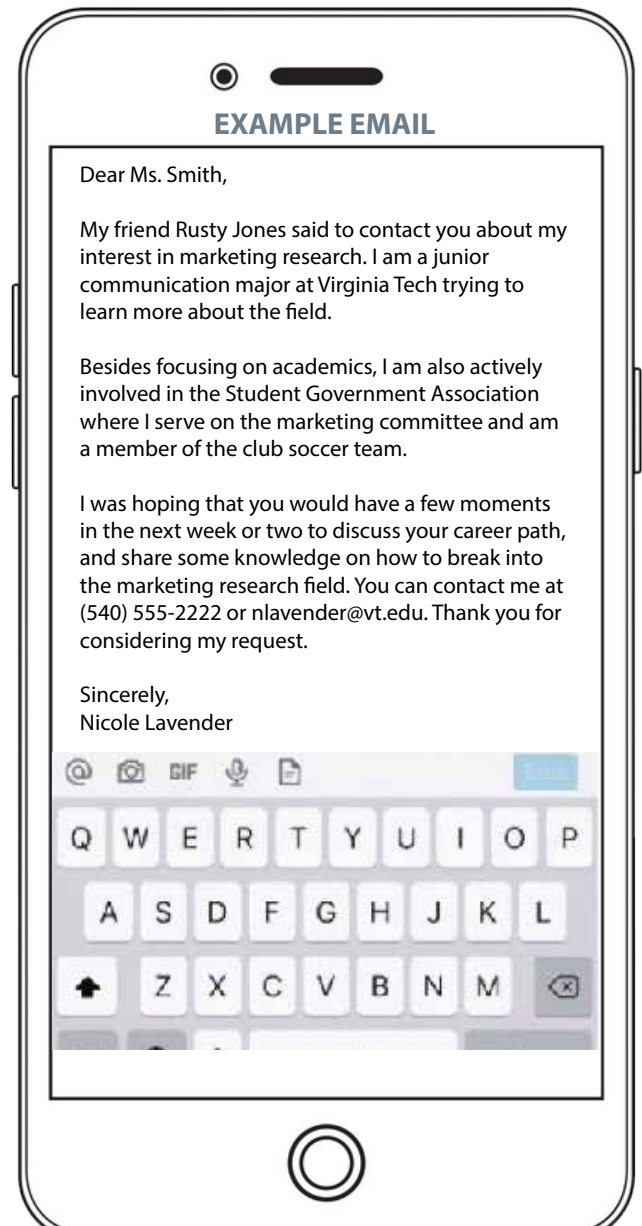 EXAMPLE EMAIL
Dear Ms. Smith,
My friend Rusty Jones said to contact you about my
interest in marketing research. I am a junior
communication major at Virginia Tech trying to
learn more about the field.
Besides focusing on academics, I am also actively
involved in the Student Government Association
where I serve on the marketing committee and am
a member of the club soccer team.
I was hoping that you would have a few moments
in the next week or two to discuss your career path,
and share some knowledge on how to break into
the marketing research field. You can contact me at
(540) 555-2222 or nlavender@vt.edu. Thank you for
considering my request.
Sincerely,
Nicole Lavender
@ GIF
Q W E R T Y U I O P
A S D F G H J K L
Z X C V B N M